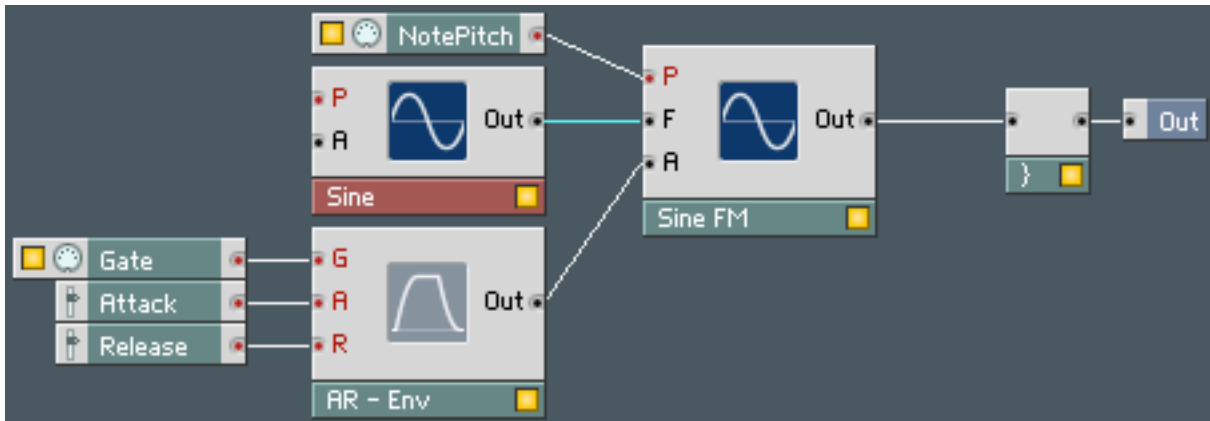 NotePitch
P
A
Out
Sine
P
F
A
Out
Sine FM
}
Out
Gate
Attack
Release
G
A
R
Out
AR - Env